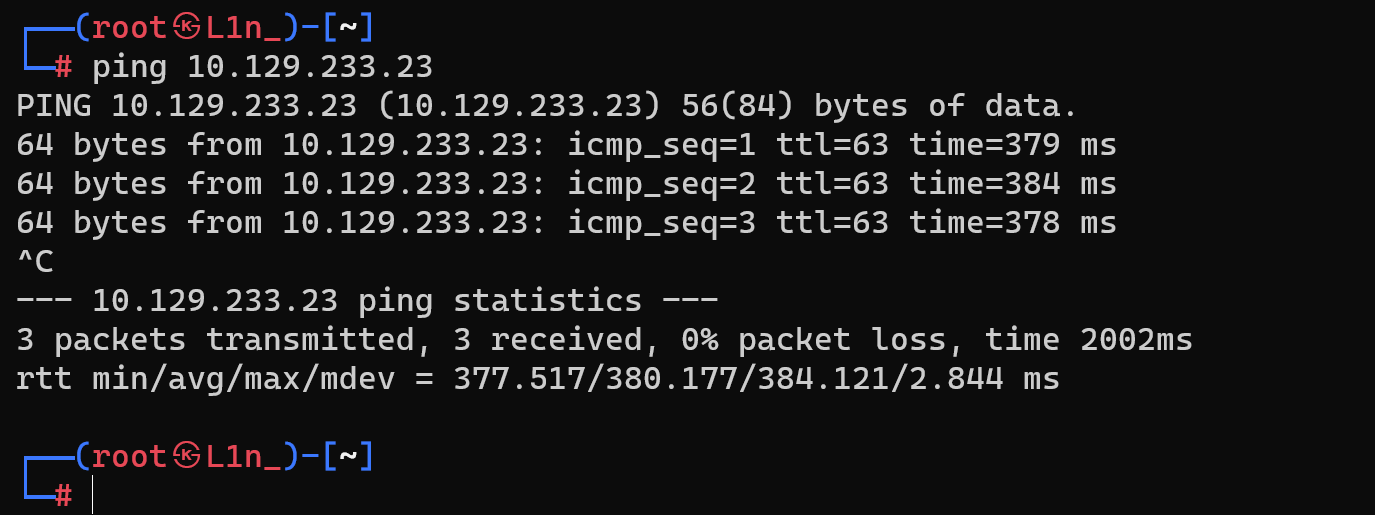 ┌──(root㉿L1n_)-[~]
└─# ping 10.129.233.23
PING 10.129.233.23 (10.129.233.23) 56(84) bytes of data.
64 bytes from 10.129.233.23: icmp_seq=1 ttl=63 time=379 ms
64 bytes from 10.129.233.23: icmp_seq=2 ttl=63 time=384 ms
64 bytes from 10.129.233.23: icmp_seq=3 ttl=63 time=378 ms
^C
--- 10.129.233.23 ping statistics ---
3 packets transmitted, 3 received, 0% packet loss, time 2002ms
rtt min/avg/max/mdev = 377.517/380.177/384.121/2.844 ms
┌──(root㉿L1n_)-[~]
└─#